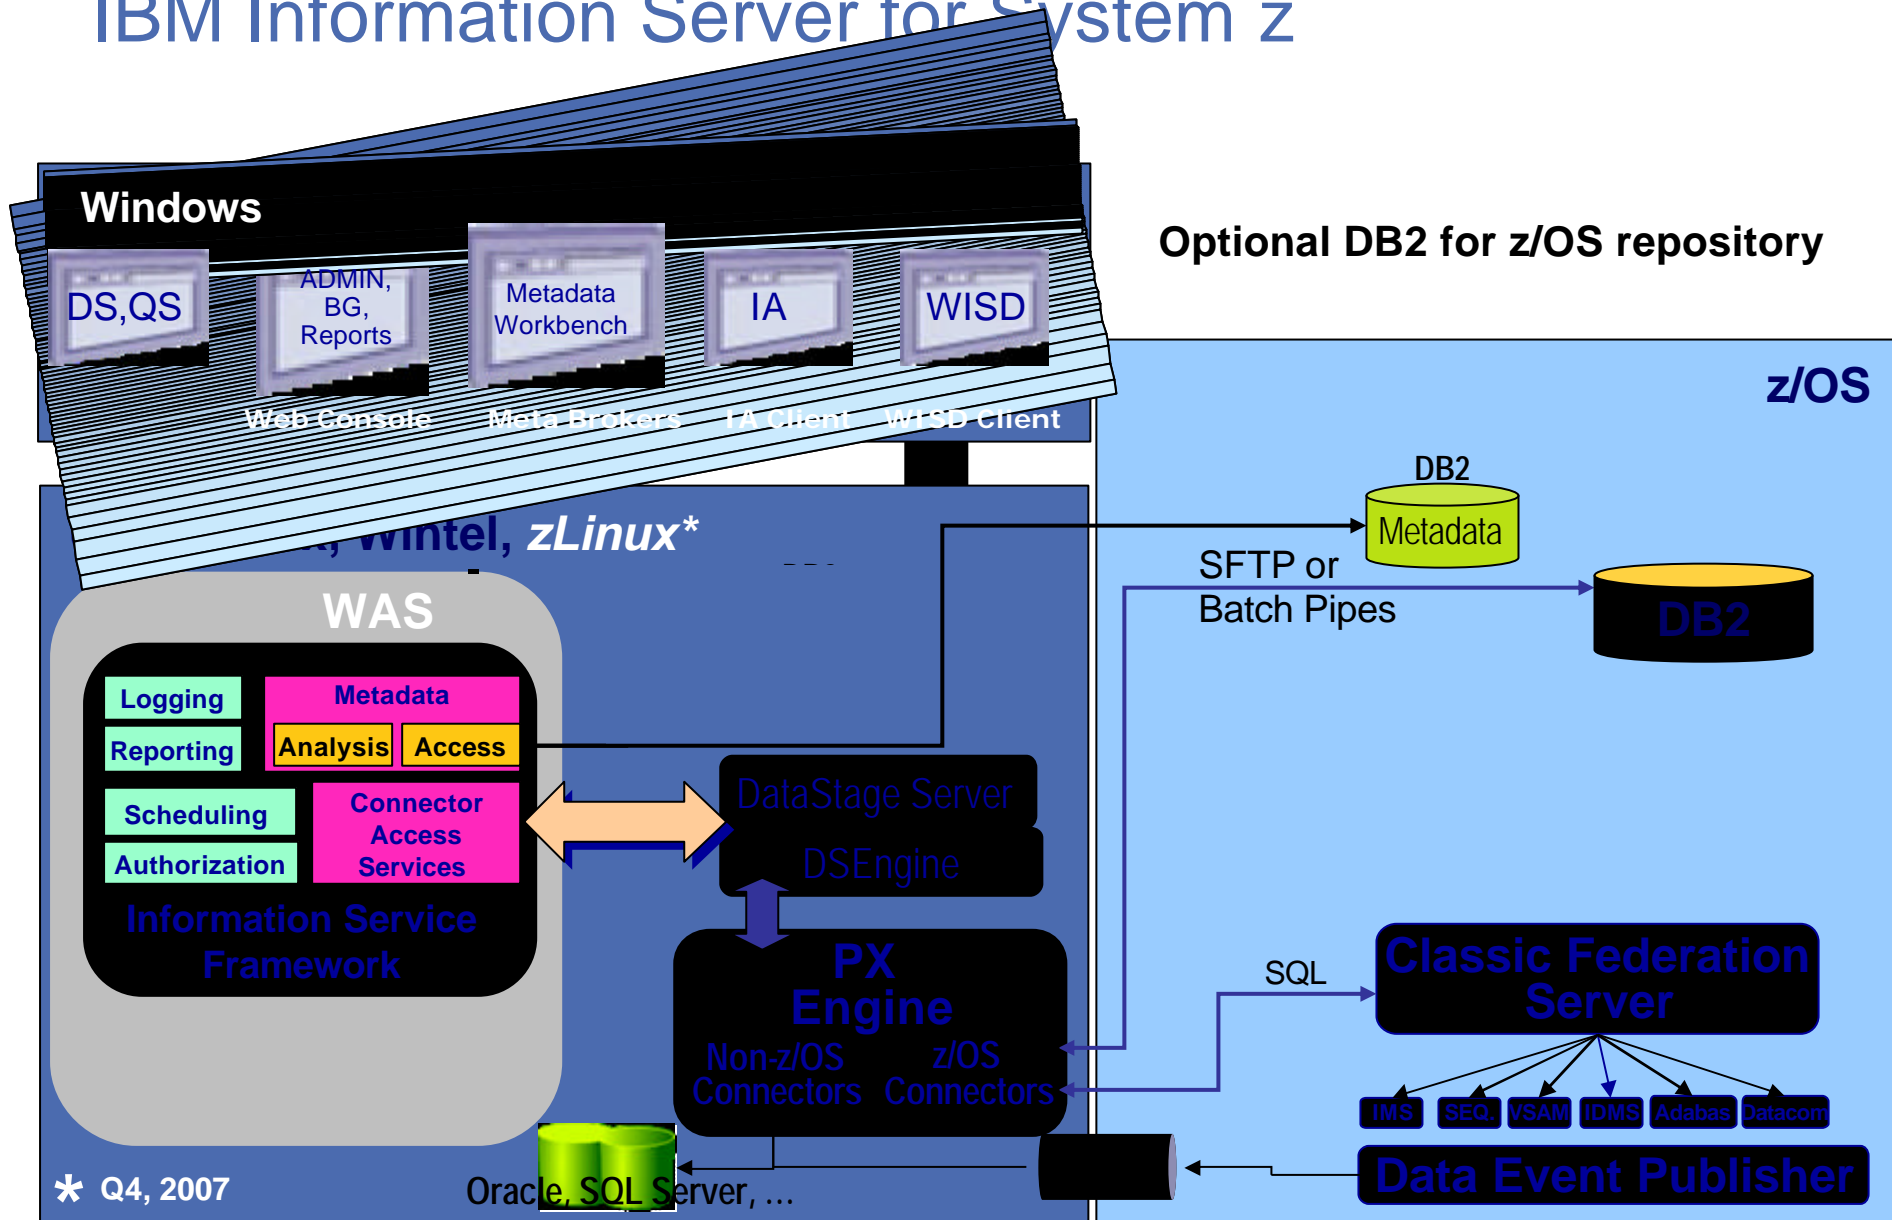 IBM Information Server for System z
Windows
Optional DB2 for z/OS repository
DS,QS
ADMIN,
BG,
Reports
Metadata
Workbench
IA
WISD
z/OS
Web Console
Meta Brokers
IA Client
WISD Client
DB2
Metadata
Wintel, zLinux*
SFTP or
Batch Pipes
DB2
WAS
Logging
Metadata
Reporting
Analysis
Access
DataStage Server
Scheduling
Connector
Access
Services
Authorization
DSEngine
Information Service
Framework
PX
Engine
SQL
Classic Federation
Server
Non-z/OS
Connectors
z/OS
Connectors
IMS
SEQ.
VSAM
IDMS
Adabas
Datacom
Data Event Publisher
* Q4, 2007
Oracle, SQL Server, ...